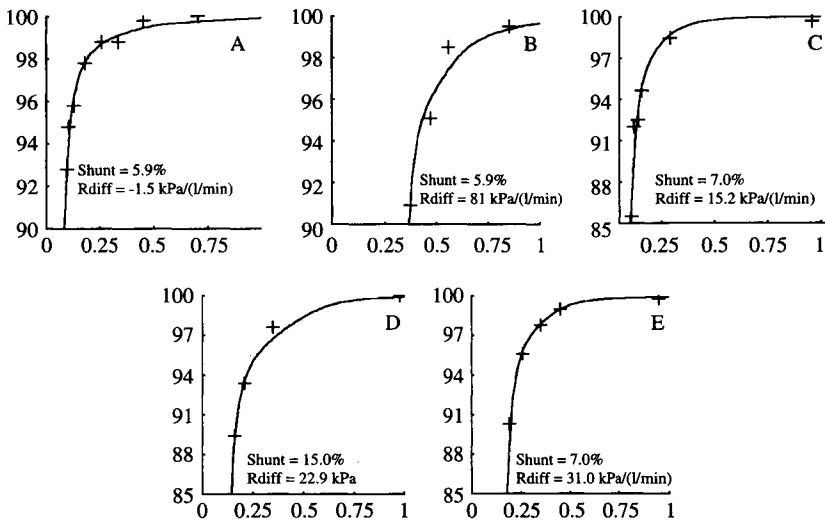 100
98
96
94
92
90
A
Shunt = 5.9%
Rdiff = -1.5 kPa/(l/min)
0 0.25 0.5 0.75
100
98
96
94
92
90
B
Shunt = 5.9%
Rdiff = 81 kPa/(l/min)
0 0.25 0.5 0.75 1
100
97
94
91
88
85
C
Shunt = 7.0%
Rdiff = 15.2 kPa/(l/min)
0.25 0.5 0.75 1
100
97
94
91
88
85
D
Shunt = 15.0%
Rdiff = 22.9 kPa
0 0.25 0.5 0.75 1
100
97
94
91
88
85
E
Shunt = 7.0%
Rdiff = 31.0 kPa/(l/min)
0 0.25 0.5 0.75 1